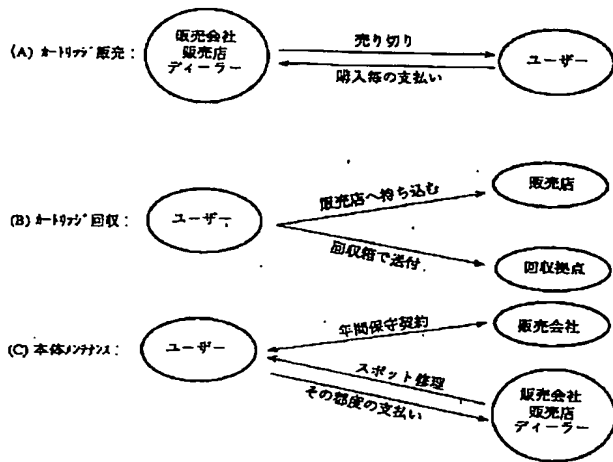 (A) ｶｰﾄﾘｯｼﾞ販売：
販売会社
販売店
ディーラー
売り切り
購入毎の支払い
ユーザー
(B) ｶｰﾄﾘｯｼﾞ回収：
ユーザー
販売店へ持ち込む
回収箱で送付
販売店
回収拠点
(C) 本体ﾒﾝﾃﾅﾝｽ：
ユーザー
年間保守契約
スポット修理
その都度の支払い
販売会社
販売会社
販売店
ディーラー